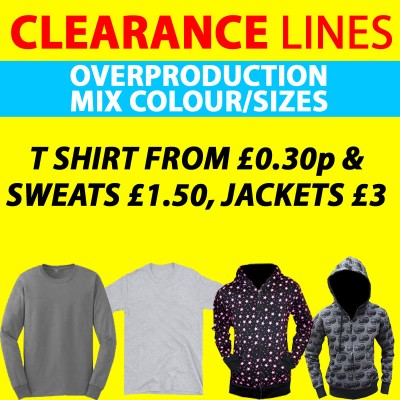 CLEARANCE LINES
OVERPRODUCTION
MIX COLOUR/SIZES
T SHIRT FROM £0.30p &
SWEATS £1.50, JACKETS £3